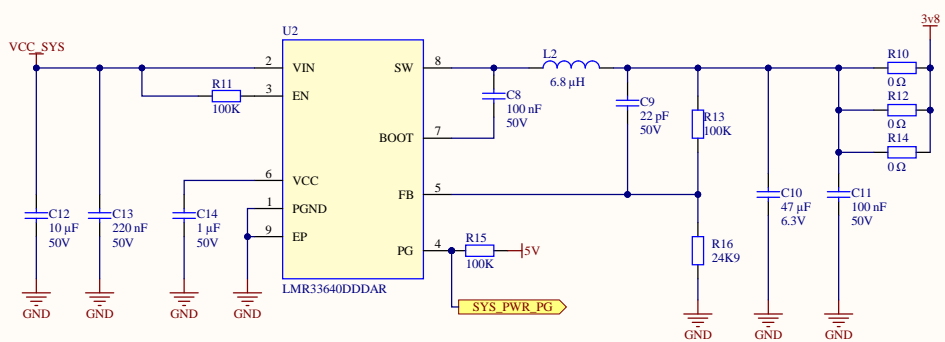 3v8
U2
VCC_SYS
R10
2
VIN
SW
8
L2
0 Ω
R11
6.8 µH
3
EN
C8
C9
R12
100K
100 nF
22 pF
R13
50V
50V
100K
0 Ω
BOOT
7
R14
0 Ω
6
VCC
FB
5
C10
C11
1
PGND
47 µF
100 nF
C12
C13
C14
6.3V
50V
10 µF
220 nF
1 µF
9
EP
R15
R16
50V
50V
50V
PG
4
5V
24K9
100K
LMR33640DDDAR
SYS_PWR_PG
GND
GND
GND
GND
GND
GND
GND